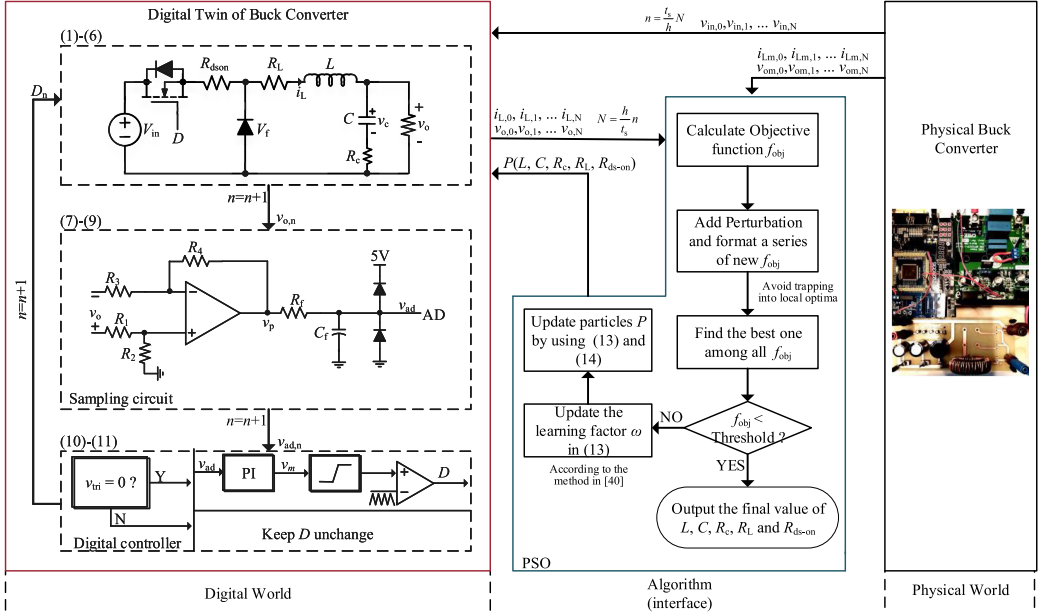 Digital Twin of Buck Converter
(1)-(6)
Dn
Rdson
RL
L
iL
Vin
D
Vf
C
vc
Rc
vo
n=n+1
vo,n
(7)-(9)
R4
R3
vo
R1
R2
vp
Rf
Cf
5V
vad
AD
Sampling circuit
n=n+1
n=n+1
vad,n
(10)-(11)
vtri = 0 ?
Y
N
vad
PI
vm
D
Digital controller
Keep D unchange
Digital World
n = ts/h N
vin,0,vin,1, ... vin,N
iLm,0, iLm,1, ... iLm,N
vom,0,vom,1, ... vom,N
iL,0, iL,1, ... iL,N
vo,0,vo,1, ... vo,N
N = h/ts n
P(L, C, Rc, RL, Rds-on)
Calculate Objective
function fobj
Add Perturbation
and format a series
of new fobj
Avoid trapping
into local optima
Find the best one
among all fobj
fobj <
Threshold ?
NO
YES
Update the
learning factor ω
in (13)
According to the
method in [40]
Update particles P
by using (13) and
(14)
Output the final value of
L, C, Rc, RL and Rds-on
PSO
Algorithm
(interface)
Physical Buck
Converter
Physical World